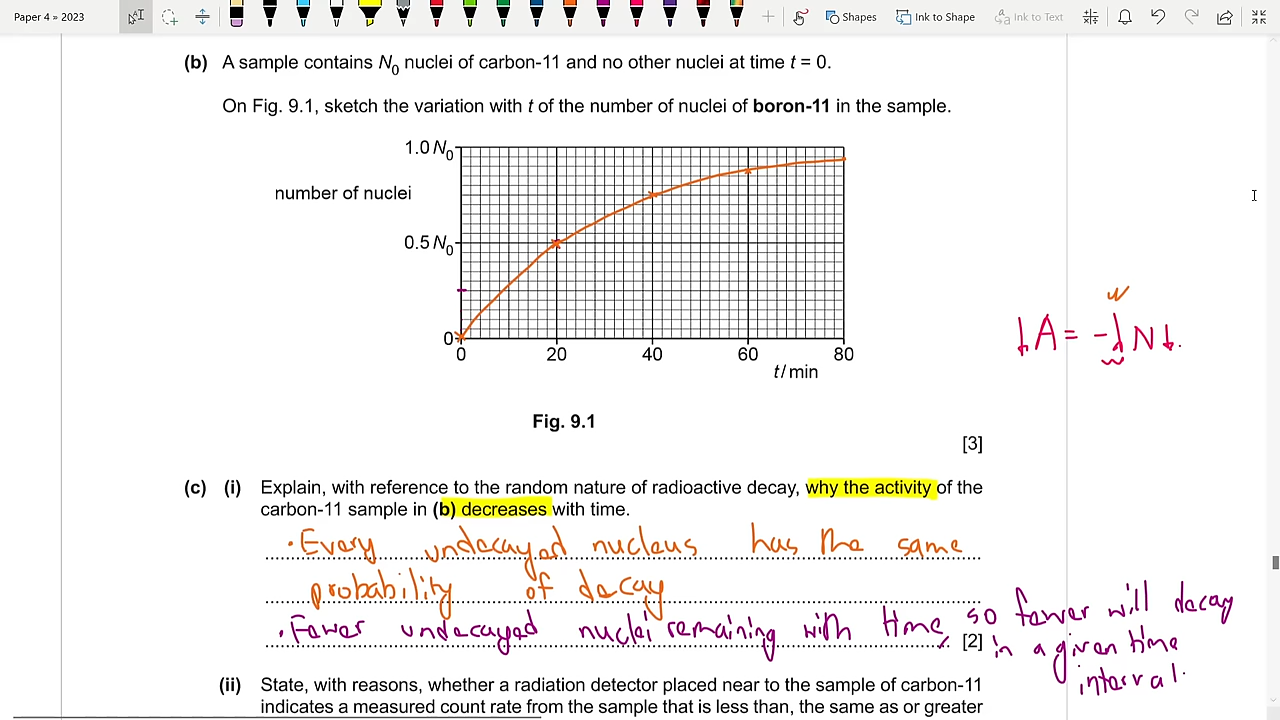 Paper 4 » 2023
Shapes
Ink to Shape
Ink to Text
(b) A sample contains N0 nuclei of carbon-11 and no other nuclei at time t = 0.
On Fig. 9.1, sketch the variation with t of the number of nuclei of boron-11 in the sample.
1.0 N0
number of nuclei
0.5 N0
0
0 20 40 60 80
t / min
↓A = -λN↓.
Fig. 9.1
[3]
(c) (i) Explain, with reference to the random nature of radioactive decay, why the activity of the
carbon-11 sample in (b) decreases with time.
• Every undecayed nucleus has the same
probability of decay
• Fewer undecayed nuclei remaining with time, so fewer will decay
[2] in a given time
interval.
(ii) State, with reasons, whether a radiation detector placed near to the sample of carbon-11
indicates a measured count rate from the sample that is less than, the same as or greater